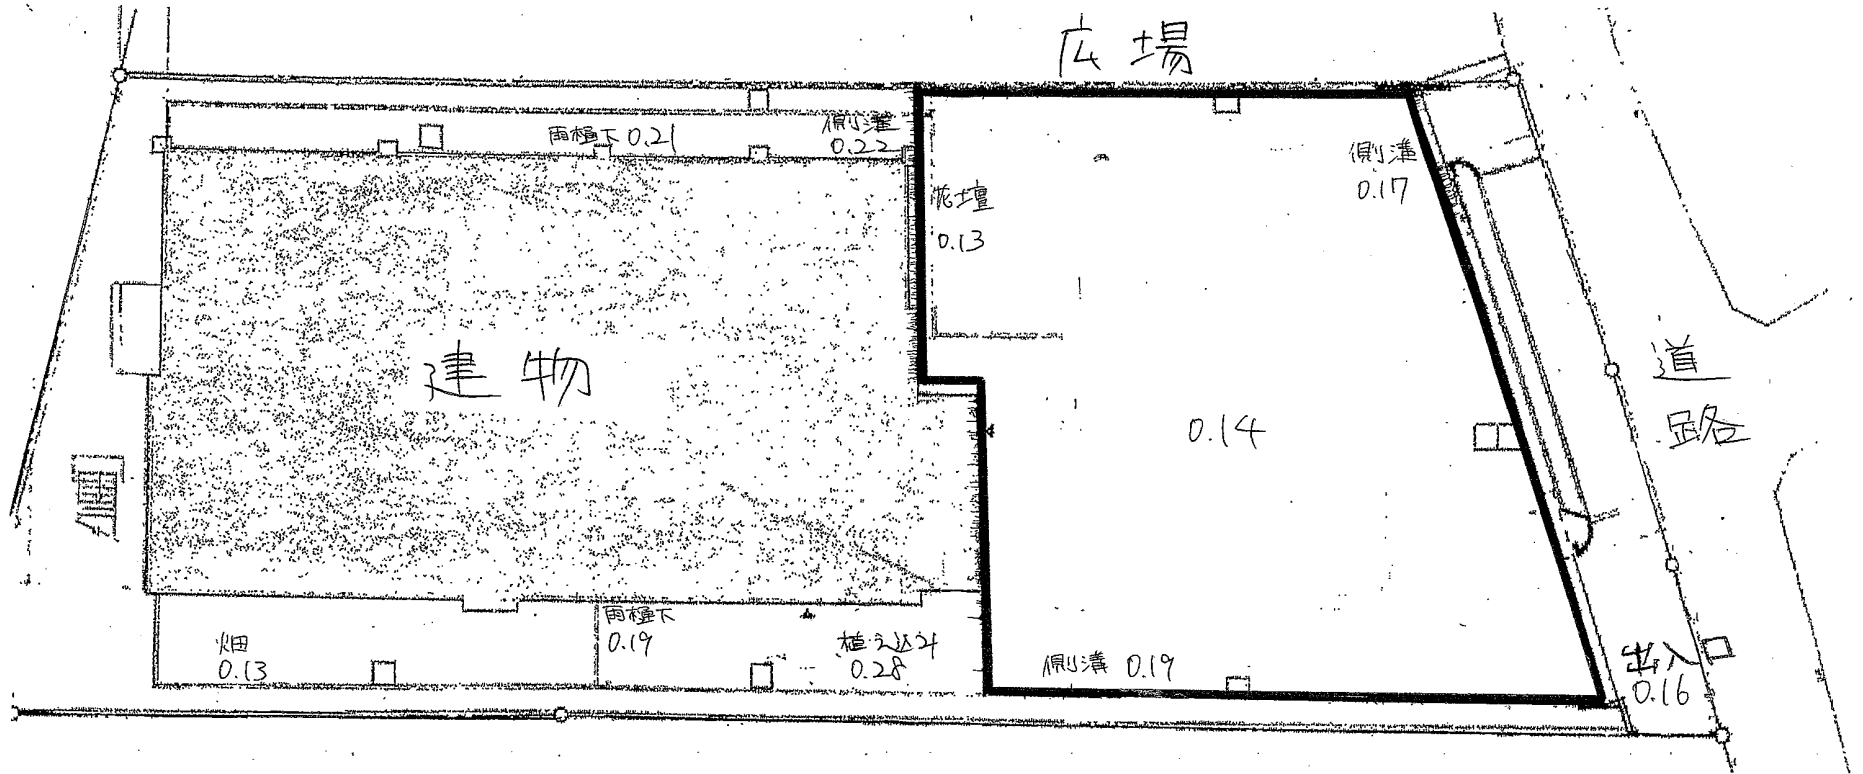 広場
雨樋下 0.21
側溝
0.22
側溝
0.17
花壇
0.13
建物
0.14
道
路
畑
0.13
雨樋下
0.19
植え込み
0.28
側溝 0.19
出入
0.16